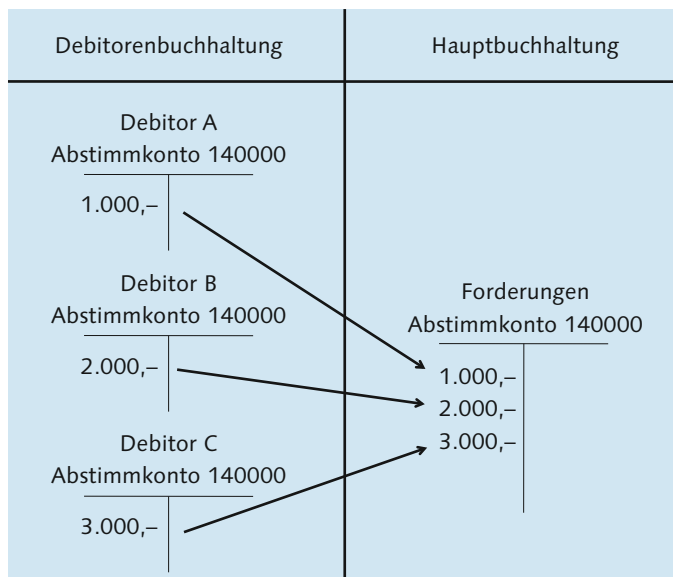 Debitorenbuchhaltung
Hauptbuchhaltung
Debitor A
Abstimmkonto 140000
1.000,–
Debitor B
Abstimmkonto 140000
2.000,–
Debitor C
Abstimmkonto 140000
3.000,–
Forderungen
Abstimmkonto 140000
1.000,–
2.000,–
3.000,–